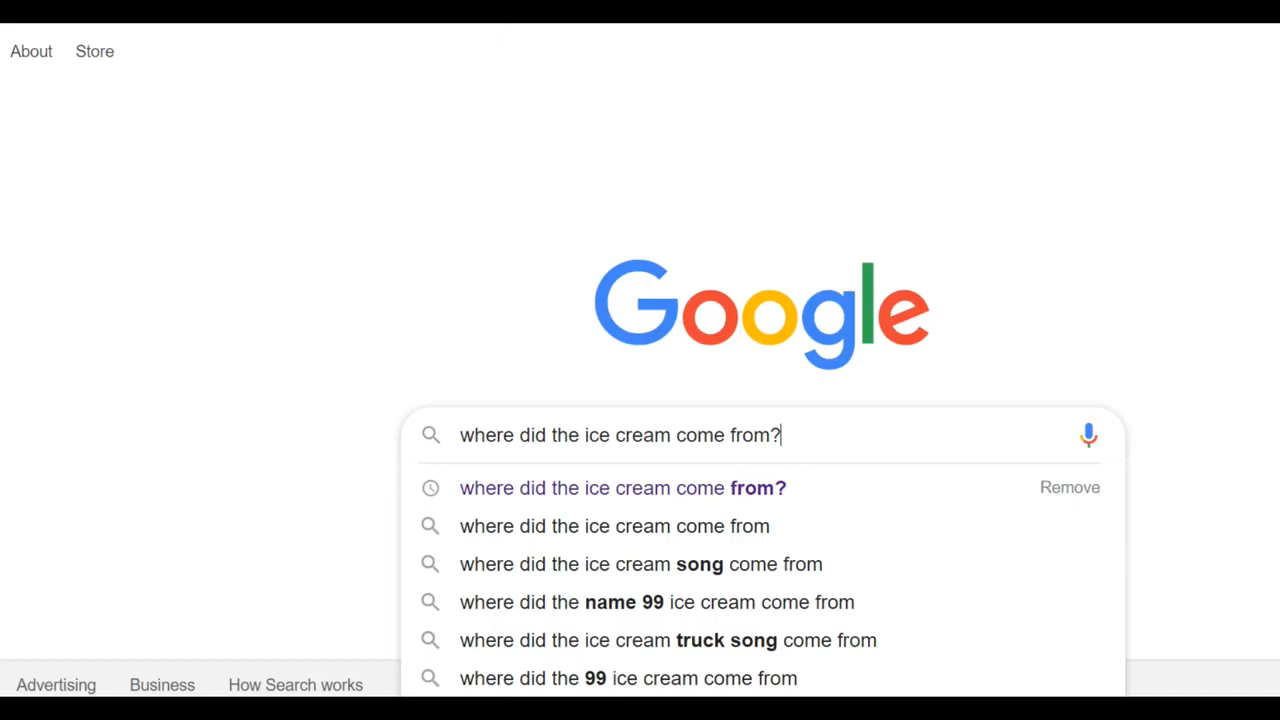 About Store
Google
where did the ice cream come from?
where did the ice cream come from? Remove
where did the ice cream come from
where did the ice cream song come from
where did the name 99 ice cream come from
where did the ice cream truck song come from
where did the 99 ice cream come from
Advertising Business How Search works